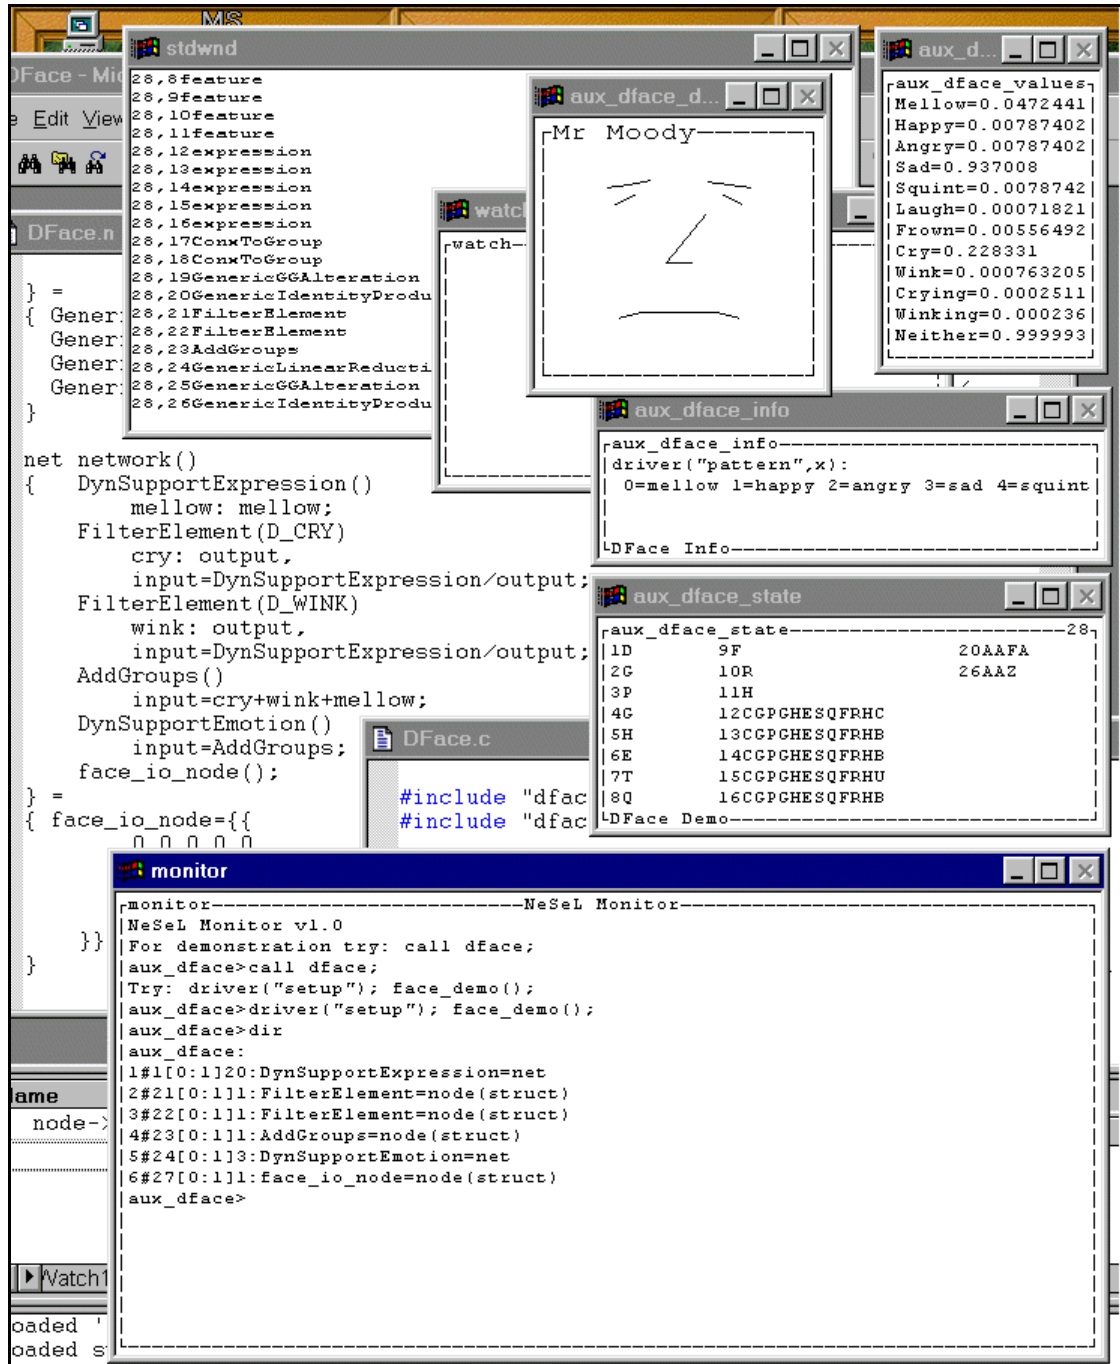 MS
DFace - Mic
Edit View
stdwnd
28,8feature
28,9feature
28,10feature
28,11feature
28,12expression
28,13expression
28,14expression
28,15expression
28,16expression
28,17ConxToGroup
28,18ConxToGroup
28,19GenericGGAlteration
28,20GenericIdentityProdu
28,21FilterElement
28,22FilterElement
28,23AddGroups
28,24GenericLinearReducti
28,25GenericGGAlteration
28,26GenericIdentityProdu
watch
watch
aux_dface_d...
Mr Moody
aux_d...
aux_dface_values
Mellow=0.0472441
Happy=0.00787402
Angry=0.00787402
Sad=0.937008
Squint=0.0078742
Laugh=0.00071821
Frown=0.00556492
Cry=0.228331
Wink=0.000763205
Crying=0.0002511
Winking=0.000236
Neither=0.999993
aux_dface_info
aux_dface_info
driver("pattern",x):
0=mellow 1=happy 2=angry 3=sad 4=squint
DFace Info
aux_dface_state
aux_dface_state 28
1D 9F 20AAFA
2G 10R 26AAZ
3P 11H
4G 12CGPGHESQFRHC
5H 13CGPGHESQFRHB
6E 14CGPGHESQFRHB
7T 15CGPGHESQFRHU
8Q 16CGPGHESQFRHB
DFace Demo
DFace.n
} =
{ Gener
Gener
Gener
Gener
}
net network()
{ DynSupportExpression()
mellow: mellow;
FilterElement(D_CRY)
cry: output,
input=DynSupportExpression/output;
FilterElement(D_WINK)
wink: output,
input=DynSupportExpression/output;
AddGroups()
input=cry+wink+mellow;
DynSupportEmotion()
input=AddGroups;
face_io_node();
} =
{ face_io_node={{
0 0 0 0 0
}}
}
DFace.c
#include "dfac
#include "dfac
monitor
monitor NeSeL Monitor
NeSeL Monitor v1.0
For demonstration try: call dface;
aux_dface>call dface;
Try: driver("setup"); face_demo();
aux_dface>driver("setup"); face_demo();
aux_dface>dir
aux_dface:
1#1[0:1]20:DynSupportExpression=net
2#21[0:1]1:FilterElement=node(struct)
3#22[0:1]1:FilterElement=node(struct)
4#23[0:1]1:AddGroups=node(struct)
5#24[0:1]3:DynSupportEmotion=net
6#27[0:1]1:face_io_node=node(struct)
aux_dface>
ame
node->
Watch1
oaded '
oaded s